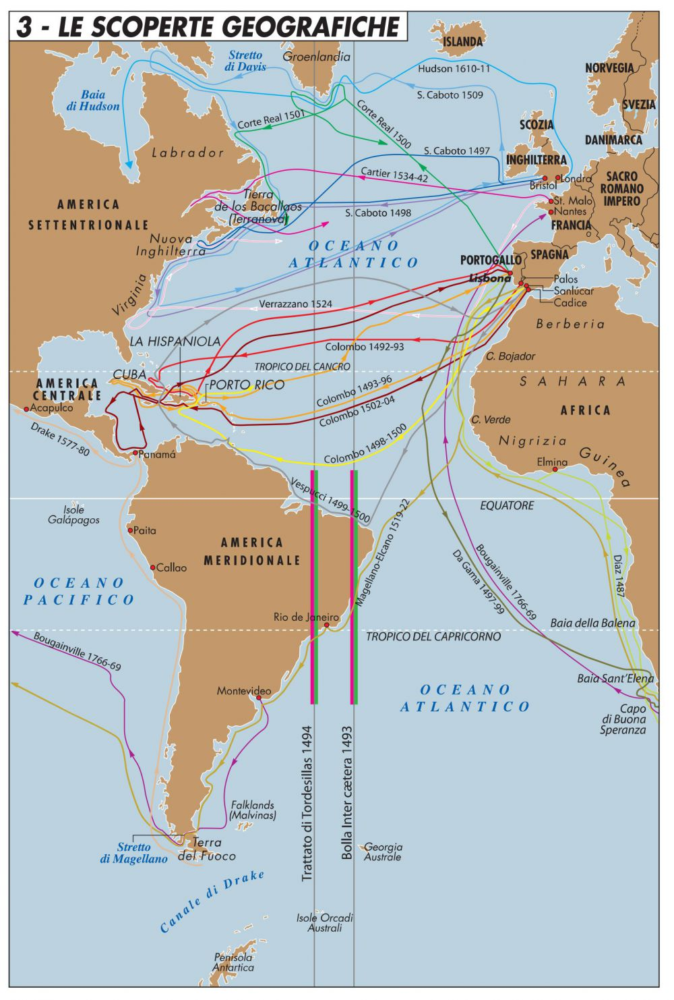 3 - LE SCOPERTE GEOGRAFICHE
ISLANDA
Groenlandia
Stretto
di Davis
Hudson 1610-11
NORVEGIA
Baia
di Hudson
S. Caboto 1509
SVEZIA
Corte Real 1501
Corte Real 1500
SCOZIA
DANIMARCA
Labrador
S. Caboto 1497
INGHILTERRA
Cartier 1534-42
Bristol
Londra
SACRO
ROMANO
IMPERO
AMERICA
SETTENTRIONALE
Tierra
de los Bacallaos
(Terranova)
S. Caboto 1498
St. Malo
Nantes
FRANCIA
Nuova
Inghilterra
OCEANO
ATLANTICO
PORTOGALLO
SPAGNA
Lisbona
Palos
Sanlúcar
Cadice
Virginia
Verrazzano 1524
Berberia
LA HISPANIOLA
Colombo 1492-93
C. Bojador
TROPICO DEL CANCRO
CUBA
AMERICA
CENTRALE
PORTO RICO
Colombo 1493-96
SAHARA
Acapulco
Colombo 1502-04
AFRICA
C. Verde
Drake 1577-80
Colombo 1498-1500
Nigrizia
Panamá
Elmina
Guinea
Vespucci 1499-1500
Isole
Galápagos
EQUATORE
Paita
AMERICA
MERIDIONALE
Magellano-Elcano 1519-22
Bougainville 1766-69
Da Gama 1497-99
Díaz 1487
Callao
OCEANO
PACIFICO
Rio de Janeiro
Baia della Balena
Bougainville 1766-69
TROPICO DEL CAPRICORNO
Baia Sant'Elena
Montevideo
OCEANO
ATLANTICO
Capo
di Buona
Speranza
Trattato di Tordesillas 1494
Bolla Inter cætera 1493
Falklands
(Malvinas)
Stretto
di Magellano
Terra
del Fuoco
Georgia
Australe
Canale di Drake
Isole Orcadi
Australi
Penisola
Antartica